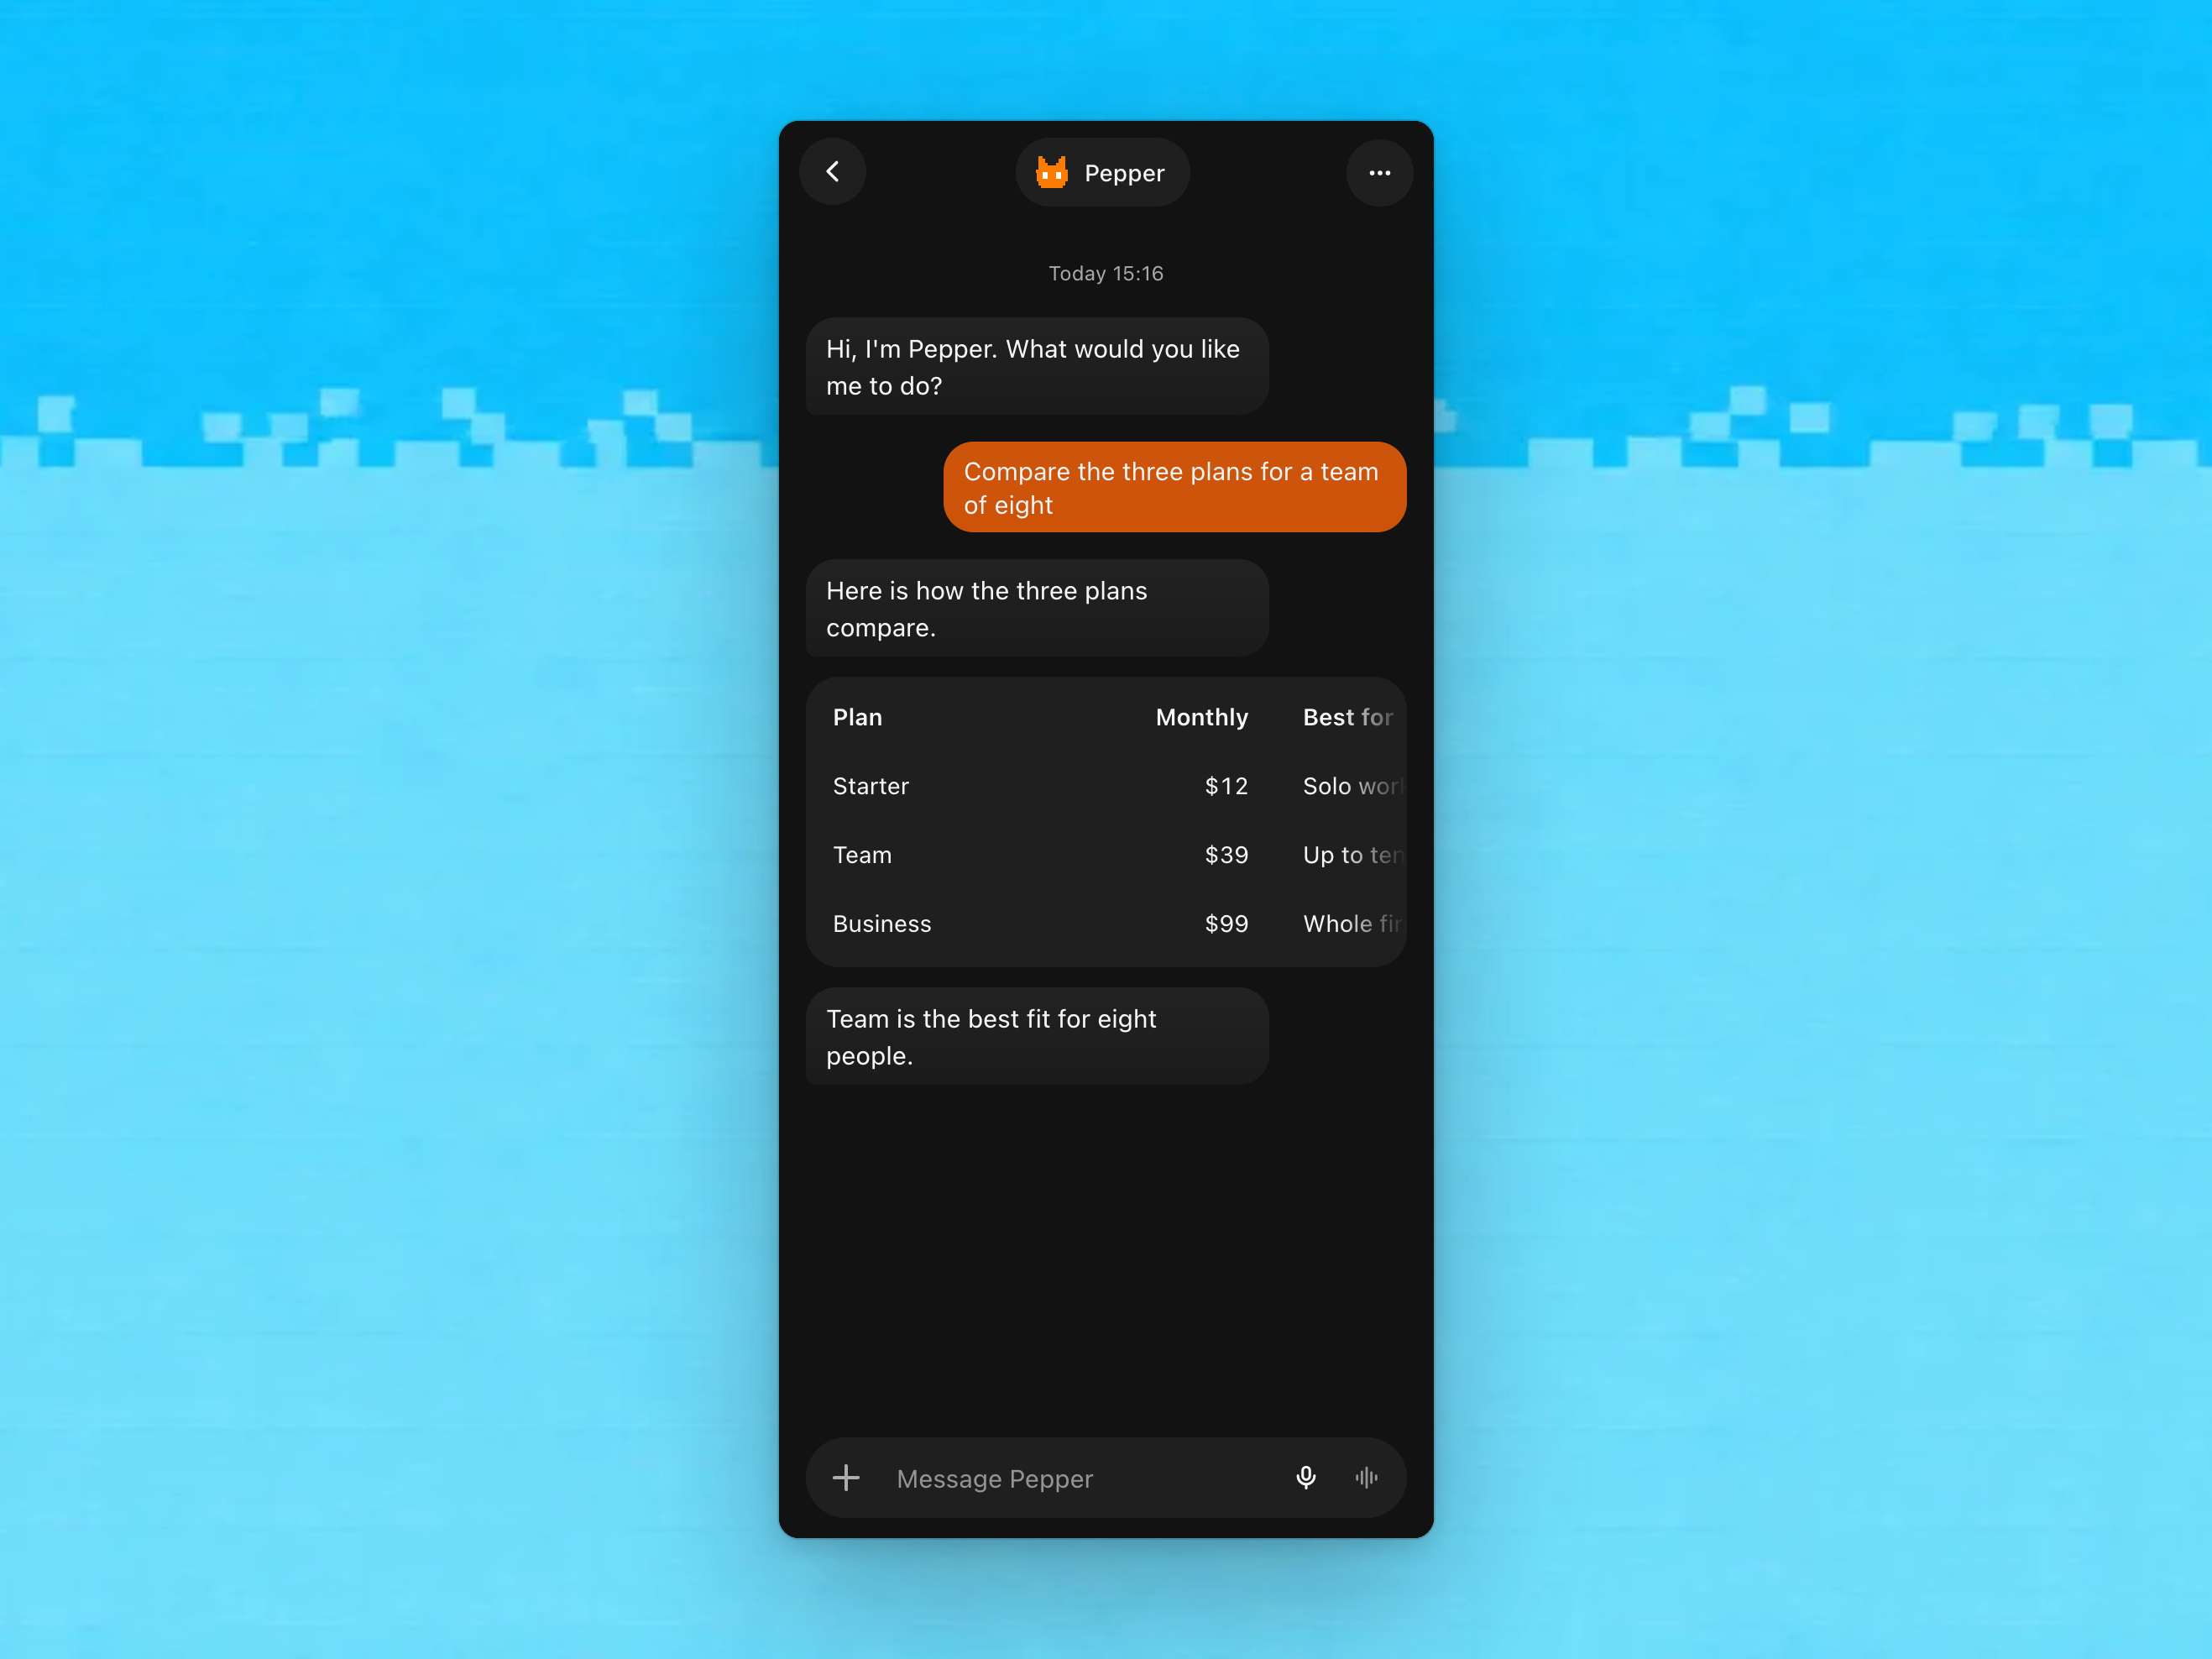 Pepper
Today 15:16
Hi, I'm Pepper. What would you like
me to do?
Compare the three plans for a team
of eight
Here is how the three plans
compare.
Plan Monthly Best for
Starter $12 Solo
Team $39 Up to ten
Business $99 Whole
Team is the best fit for eight
people.
Message Pepper